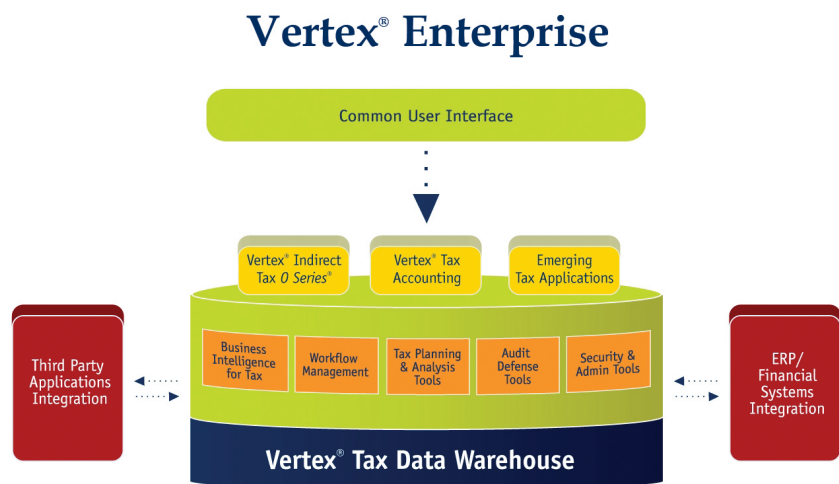 Vertex® Enterprise
Common User Interface
Vertex® Indirect
Tax O Series®
Vertex® Tax
Accounting
Emerging
Tax Applications
Third Party
Applications
Integration
Business
Intelligence
for Tax
Workflow
Management
Tax Planning
& Analysis
Tools
Audit
Defense
Tools
Security &
Admin Tools
ERP/
Financial
Systems
Integration
Vertex® Tax Data Warehouse